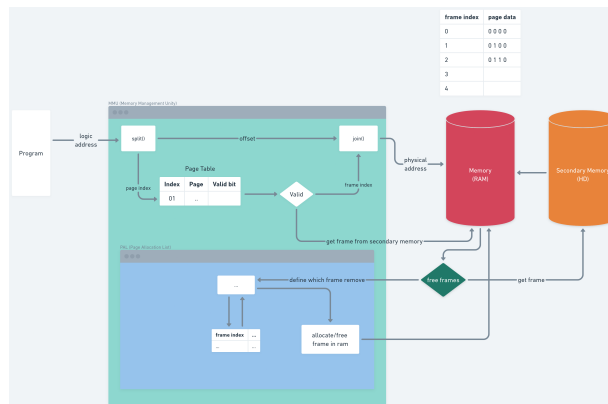 frame index page data
0 0 0 0 0
1 0 1 0 0
2 0 1 1 0
3
4
MMU (Memory Management Unity)
Program
logic
address
split()
offset
join()
physical
address
Memory
(RAM)
Secondary Memory
(HD)
Page Table
page index
Index Page Valid bit
01 ..
Valid
frame index
get frame from secondary memory
PAL (Page Allocation List)
define which frame remove
free frames
get frame
...
frame index ...
... ...
allocate/free
frame in ram